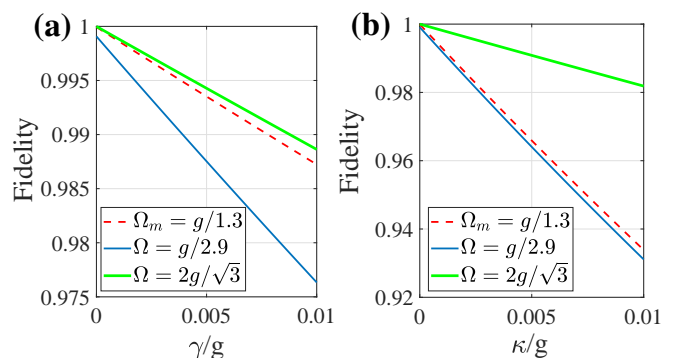 (a)
Fidelity
1
0.995
0.99
0.985
0.98
0.975
Ωm = g/1.3
Ω = g/2.9
Ω = 2g/√3
0 0.005 0.01
γ/g
(b)
Fidelity
1
0.98
0.96
0.94
0.92
Ωm = g/1.3
Ω = g/2.9
Ω = 2g/√3
0 0.005 0.01
κ/g